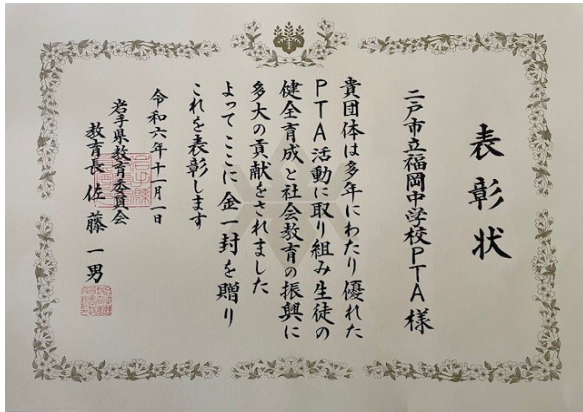 表彰状
二戸市立福岡中学校PTA様
貴団体は多年にわたり優れた
PTA活動に取り組み生徒の
健全育成と社会教育の振興に
多大の貢献をされました
よってここに金一封を贈り
これを表彰します
令和六年十一月一日
岩手県教育委員会
教育長 佐藤一男